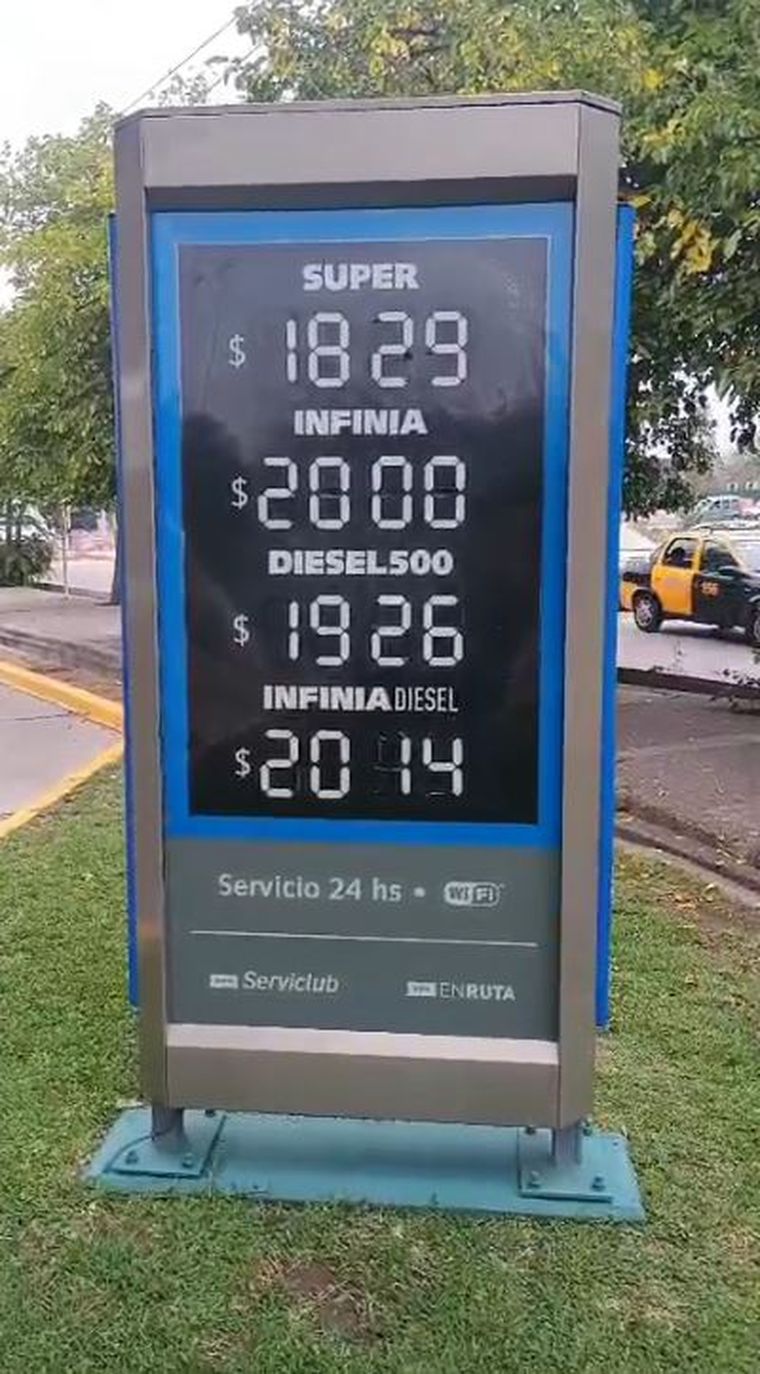 SUPER
$ 1829
INFINIA
$ 2000
DIESEL500
$ 1926
INFINIA DIESEL
$ 2014
Servicio 24 hs • WiFi
Serviclub
ENRUTA